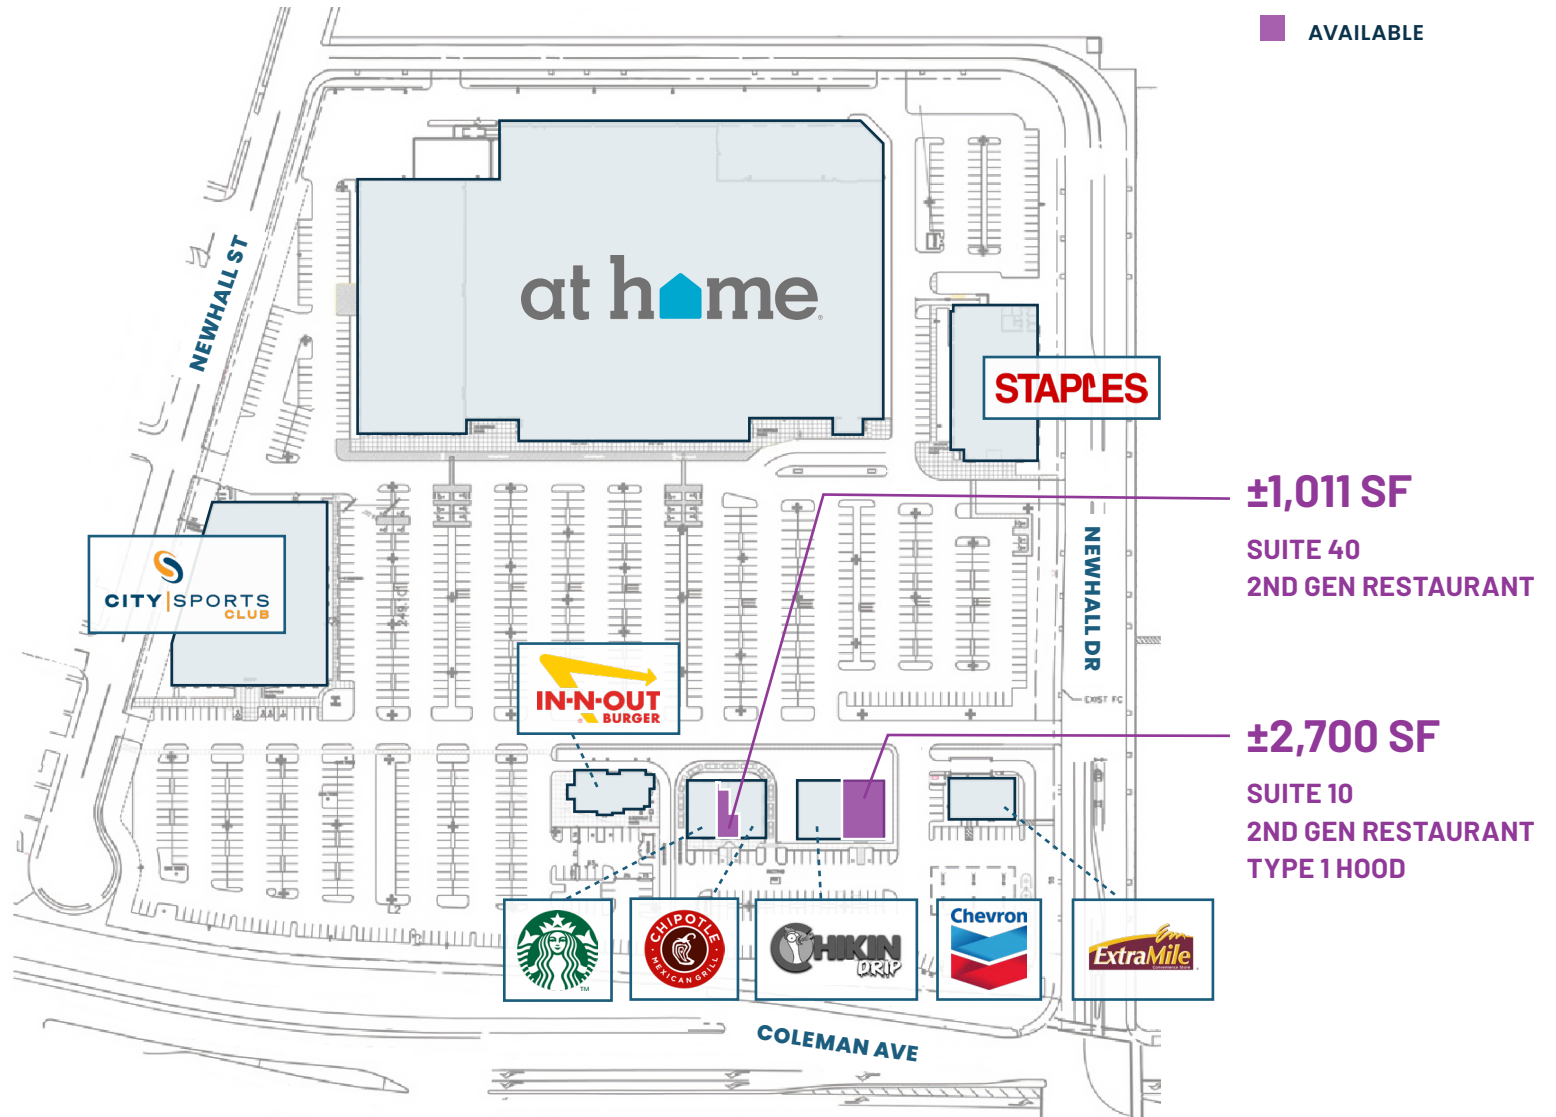 AVAILABLE
NEWHALL ST
at home
STAPLES
±1,011 SF
SUITE 40
2ND GEN RESTAURANT
NEWHALL DR
CITY SPORTS
CLUB
IN-N-OUT
BURGER
EXIST FC
±2,700 SF
SUITE 10
2ND GEN RESTAURANT
TYPE 1 HOOD
CHIPOTLE
MEXICAN GRILL
CHIKIN
DRIP
Chevron
ExtraMile
COLEMAN AVE